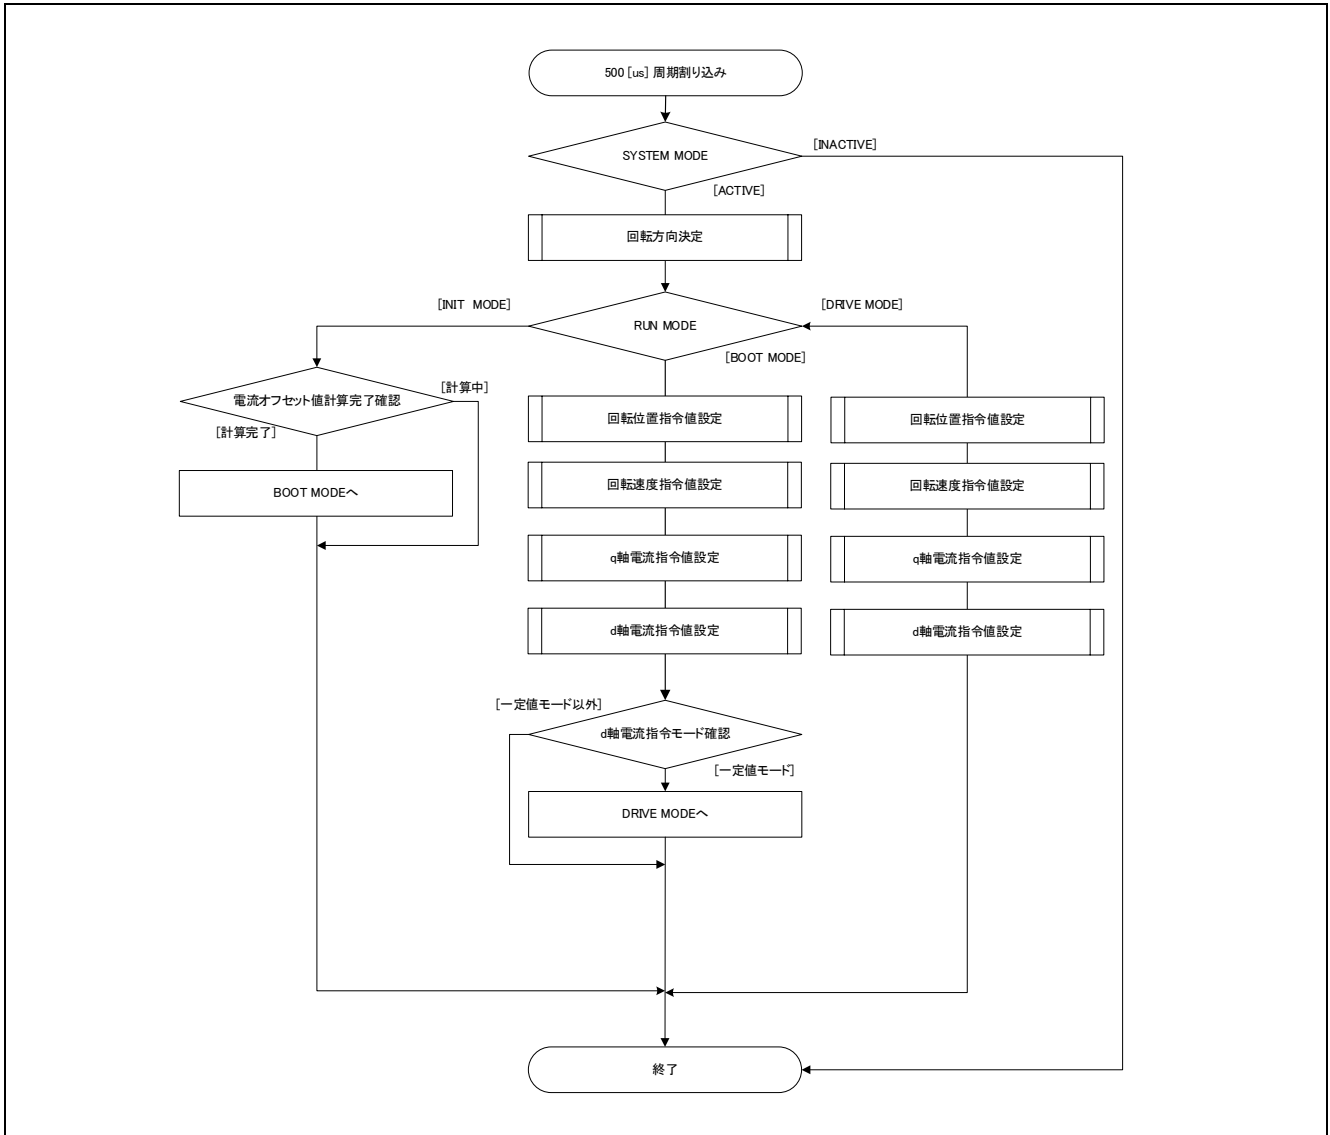 500 [us] 周期割り込み
SYSTEM MODE
[INACTIVE]
[ACTIVE]
回転方向決定
[INIT MODE]
[DRIVE MODE]
RUN MODE
[BOOT MODE]
電流オフセット値計算完了確認
[計算中]
[計算完了]
BOOT MODEへ
回転位置指令値設定
回転速度指令値設定
q軸電流指令値設定
d軸電流指令値設定
回転位置指令値設定
回転速度指令値設定
q軸電流指令値設定
d軸電流指令値設定
[一定値モード以外]
d軸電流指令モード確認
[一定値モード]
DRIVE MODEへ
終了